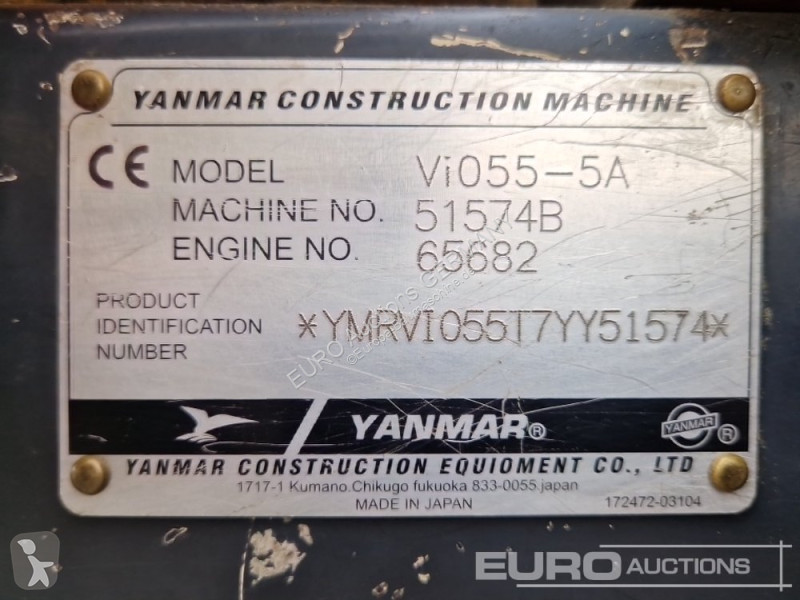 YANMAR CONSTRUCTION MACHINE
CE MODEL Vi055-5A
MACHINE NO. 51574B
ENGINE NO. 65682
PRODUCT
IDENTIFICATION
NUMBER
*YMRVI055T7YY51574*
YANMAR®
YANMAR ®
YANMAR CONSTRUCTION EQUIOMENT CO., LTD
1717-1 Kumano.Chikugo fukuoka 833-0055.japan
MADE IN JAPAN
172472-03104
EURO AUCTIONS